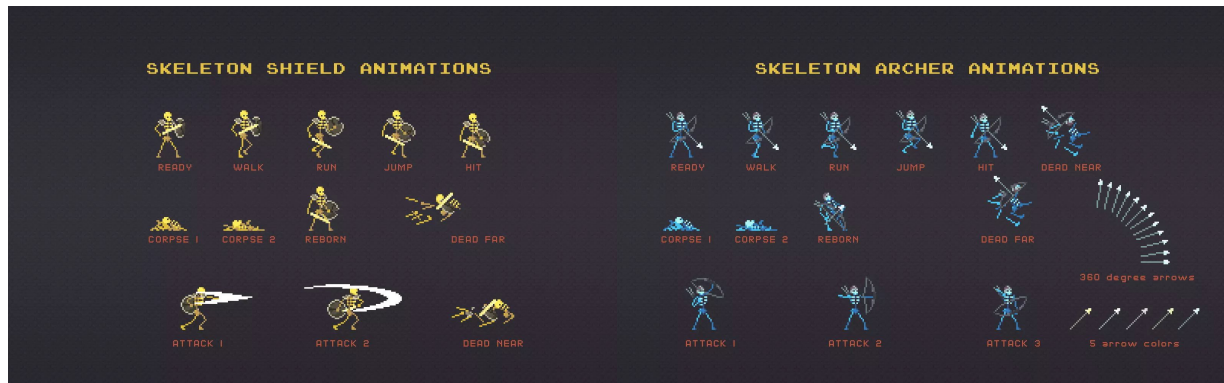 SKELETON SHIELD ANIMATIONS
READY WALK RUN JUMP HIT
CORPSE 1 CORPSE 2 REBORN DEAD FAR
ATTACK 1 ATTACK 2 DEAD NEAR
SKELETON ARCHER ANIMATIONS
READY WALK RUN JUMP HIT DEAD NEAR
CORPSE 1 CORPSE 2 REBORN DEAD FAR
360 degree arrows
ATTACK 1 ATTACK 2 ATTACK 3 5 arrow colors